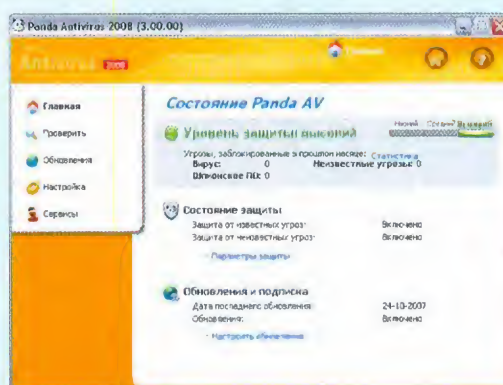 Panda Antivirus 2008 (3.00.00)
Antivirus 2008
Главная
Проверить
Обновления
Настройка
Сервисы
Состояние Panda AV
Уровень защиты высокий
Низкий Средний Высокий
Угрозы, заблокированные в прошлом месяце: Статистика
Вирус: 0 Неизвестные угрозы: 0
Шпионское ПО: 0
Состояние защиты
Защита от известных угроз: Включено
Защита от неизвестных угроз: Включено
Параметры защиты
Обновления и подписка
Дата последнего обновления: 24-10-2007
Обновления: Включено
Настроить обновления